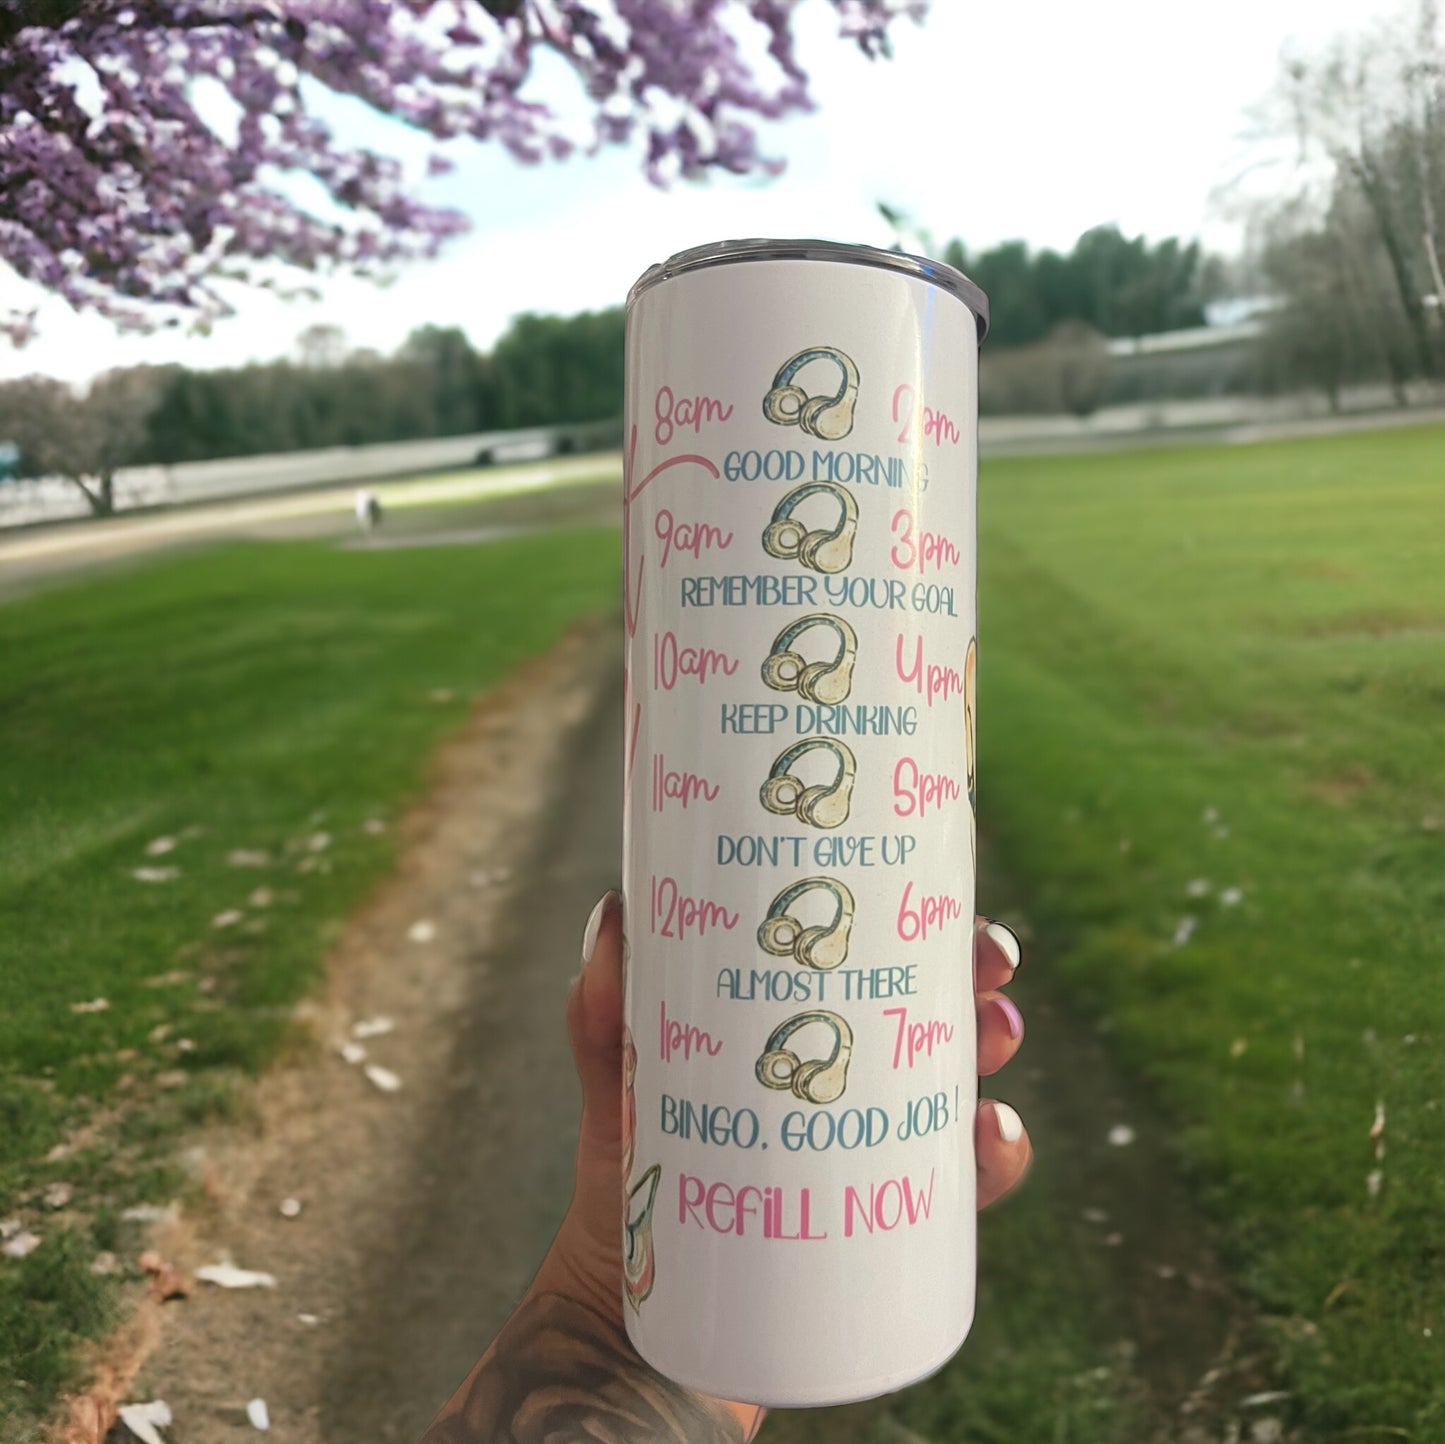 8am 2pm
GOOD MORNING
9am 3pm
REMEMBER YOUR GOAL
10am 4pm
KEEP DRINKING
11am 5pm
DON'T GIVE UP
12pm 6pm
ALMOST THERE
1pm 7pm
BINGO, GOOD JOB!
REFILL NOW